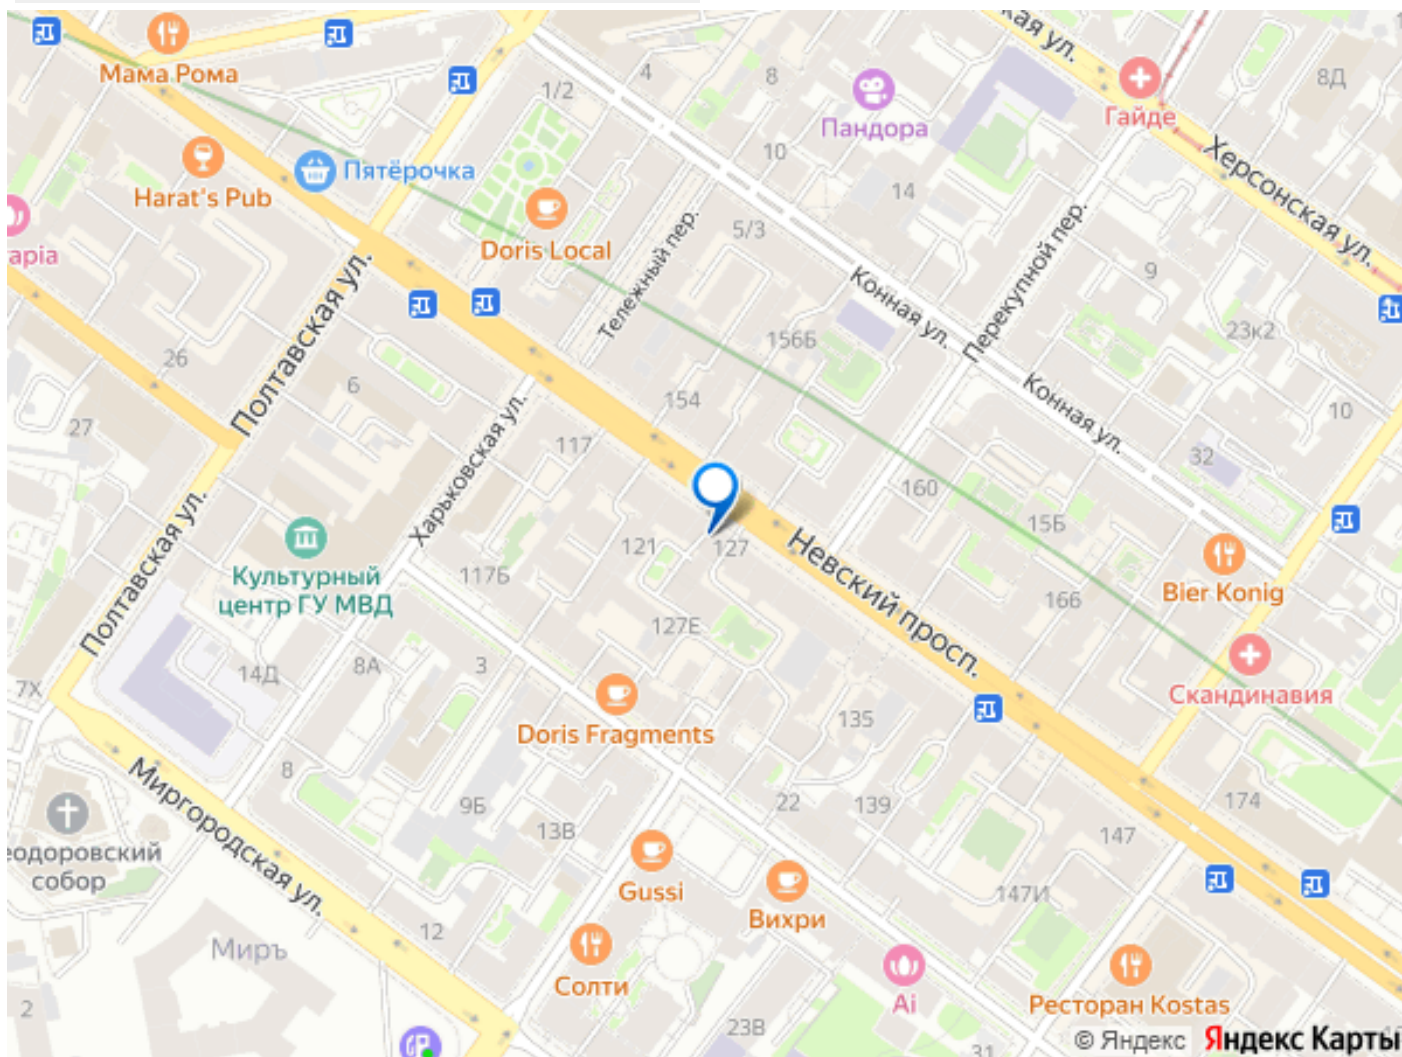 кая ул.
Мама Рома
4
8
8Д
1/2
Пандора
Гайде
Пятёрочка
10
Херсонская ул.
Harat's Pub
14
Перекупной пер.
Doris Local
5/3
Тележный пер.
apia
9
Полтавская ул.
Конная ул.
156Б
23к2
26
6
154
Конная ул.
10
27
Харьковская ул.
117
32
160
15Б
Полтавская ул.
121
127
Невский просп.
Культурный
центр ГУ МВД
117Б
Bier Konig
166
127Е
14Д
8А
3
7Х
Скандинавия
135
Doris Fragments
8
Миргородская ул.
9Б
22
139
174
13В
147
еодоровский
собор
Gussi
147И
Вихри
12
Миръ
Солти
Ai
Ресторан Kostas
2
23В
31
© Яндекс Яндекс Карты